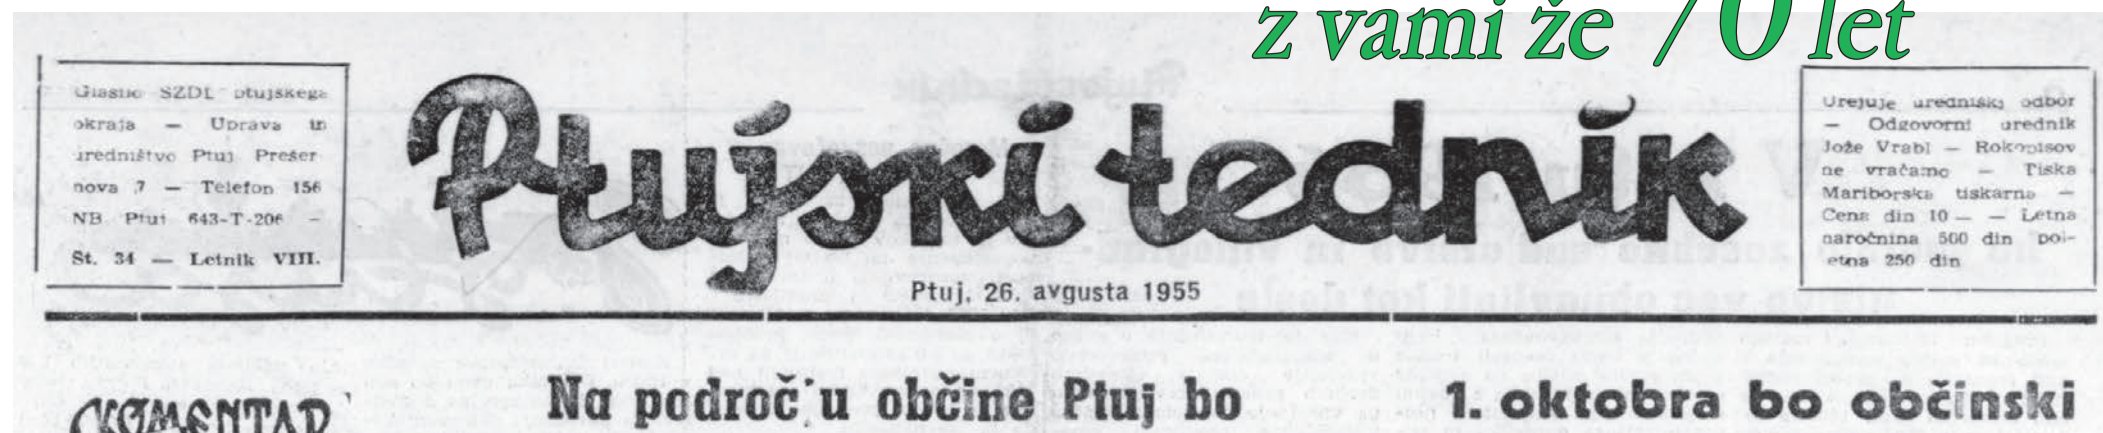 z vami že 70 let
Glasilo SZDL ptujskega
okraja — Uprava in
uredništvo Ptuj Prešer
nova 7 — Telefon 156
NB Ptuj 643-T-206 —
Št. 34 — Letnik VIII.
Ptujski tednik
Ptuj, 26. avgusta 1955
Urejuje uredniški odbor
— Odgovorni urednik
Jože Vrabl — Rokopisov
ne vračamo — Tiska
Mariborska tiskarna —
Cena din 10 — — Letna
naročnina 500 din pol-
etna 250 din
KOMENTAR
Na področju občine Ptuj bo
1. oktobra bo občinski